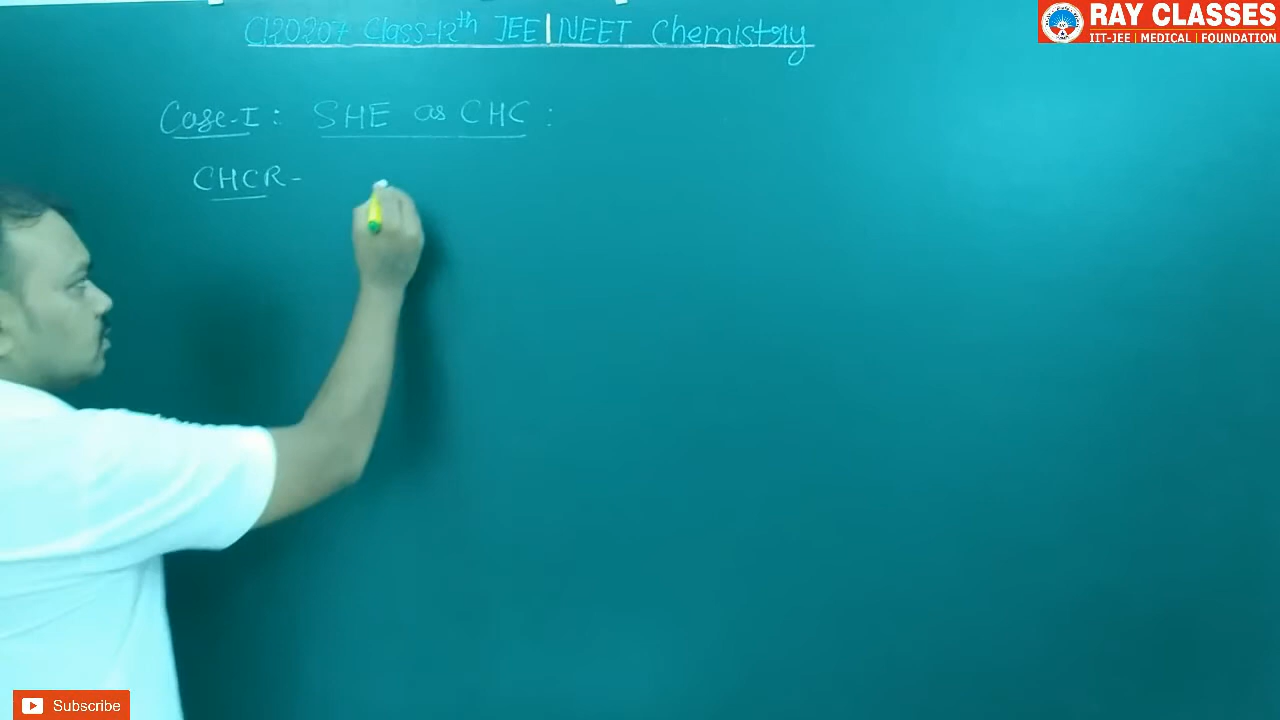 C120207 Class-12th JEE|NEET Chemistry
RAY CLASSES
IIT-JEE | MEDICAL | FOUNDATION
Case-I: SHE as CHC:
CHCR-
Subscribe